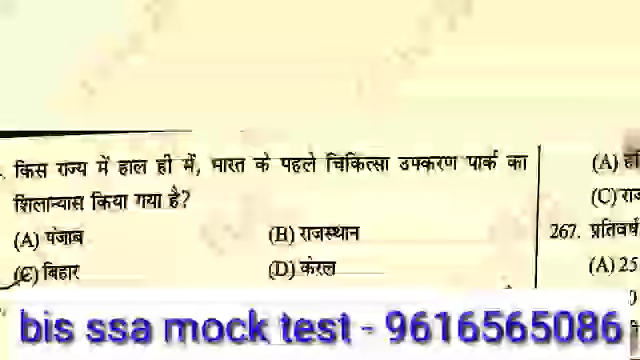 किस राज्य में हाल ही में, भारत के पहले चिकित्सा उपकरण पार्क का
शिलान्यास किया गया है?
(A) पंजाब
(B) राजस्थान
(C) बिहार
(D) केरल
(A)
(C)
267. प्रतिवर्ष
(A) 25
bis ssa mock test - 9616565086